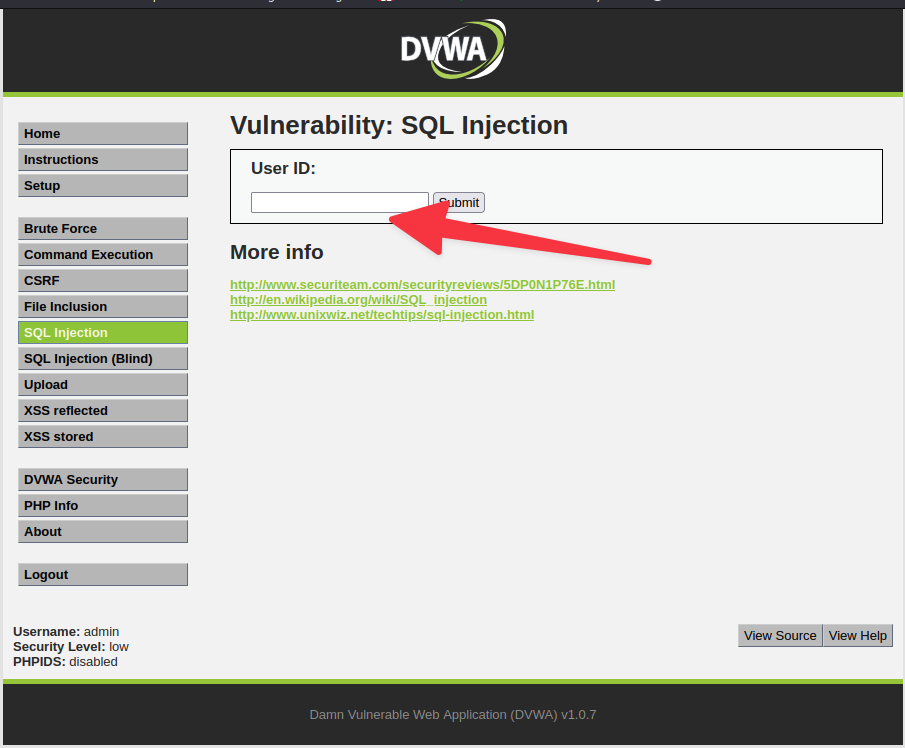 DVWA
Vulnerability: SQL Injection
Home
Instructions
Setup
Brute Force
Command Execution
CSRF
File Inclusion
SQL Injection
SQL Injection (Blind)
Upload
XSS reflected
XSS stored
DVWA Security
PHP Info
About
Logout
User ID:
Submit
More info
http://www.securiteam.com/securityreviews/5DP0N1P76E.html
http://en.wikipedia.org/wiki/SQL_injection
http://www.unixwiz.net/techtips/sql-injection.html
Username: admin
Security Level: low
PHPIDS: disabled
View Source View Help
Damn Vulnerable Web Application (DVWA) v1.0.7